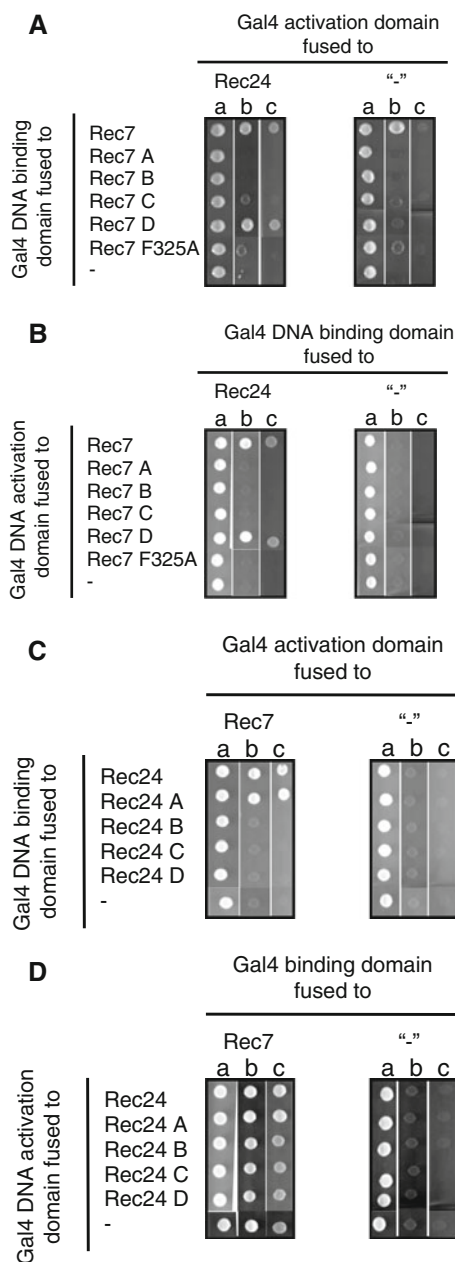 A
Gal4 activation domain
fused to
Rec24 "-"
a b c a b c
Gal4 DNA binding
domain fused to
Rec7
Rec7 A
Rec7 B
Rec7 C
Rec7 D
Rec7 F325A
-
B
Gal4 DNA binding domain
fused to
Rec24 "-"
a b c a b c
Gal4 DNA activation
domain fused to
Rec7
Rec7 A
Rec7 B
Rec7 C
Rec7 D
Rec7 F325A
-
C
Gal4 activation domain
fused to
Rec7 "-"
a b c a b c
Gal4 DNA binding
domain fused to
Rec24
Rec24 A
Rec24 B
Rec24 C
Rec24 D
-
D
Gal4 binding domain
fused to
Rec7 "-"
a b c a b c
Gal4 DNA activation
domain fused to
Rec24
Rec24 A
Rec24 B
Rec24 C
Rec24 D
-